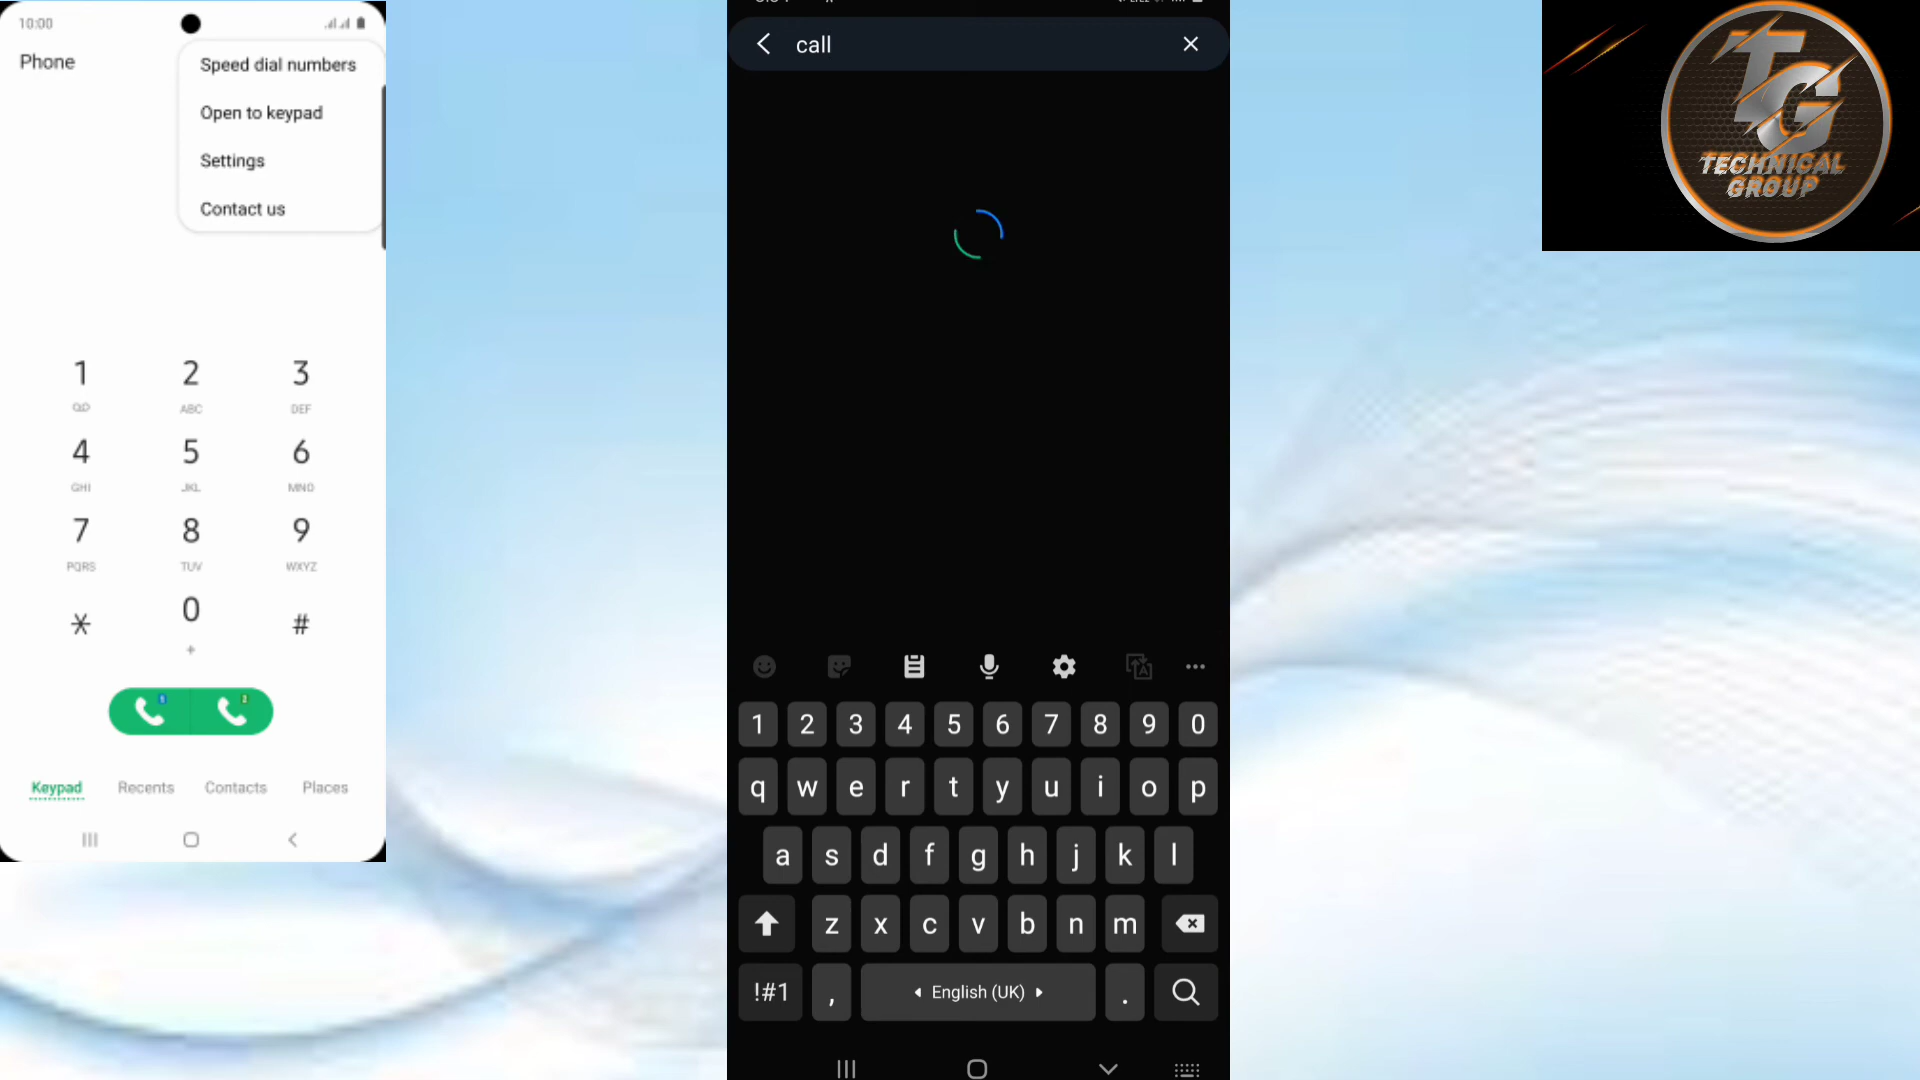 10:00
Phone
Speed dial numbers
Open to keypad
Settings
Contact us
1 2 3
ABC DEF
4 5 6
GHI JKL MNO
7 8 9
PQRS TUV WXYZ
* 0 #
+
Keypad Recents Contacts Places
call
1 2 3 4 5 6 7 8 9 0
q w e r t y u i o p
a s d f g h j k l
z x c v b n m
!#1 , English (UK) .
TG
TECHNICAL
GROUP